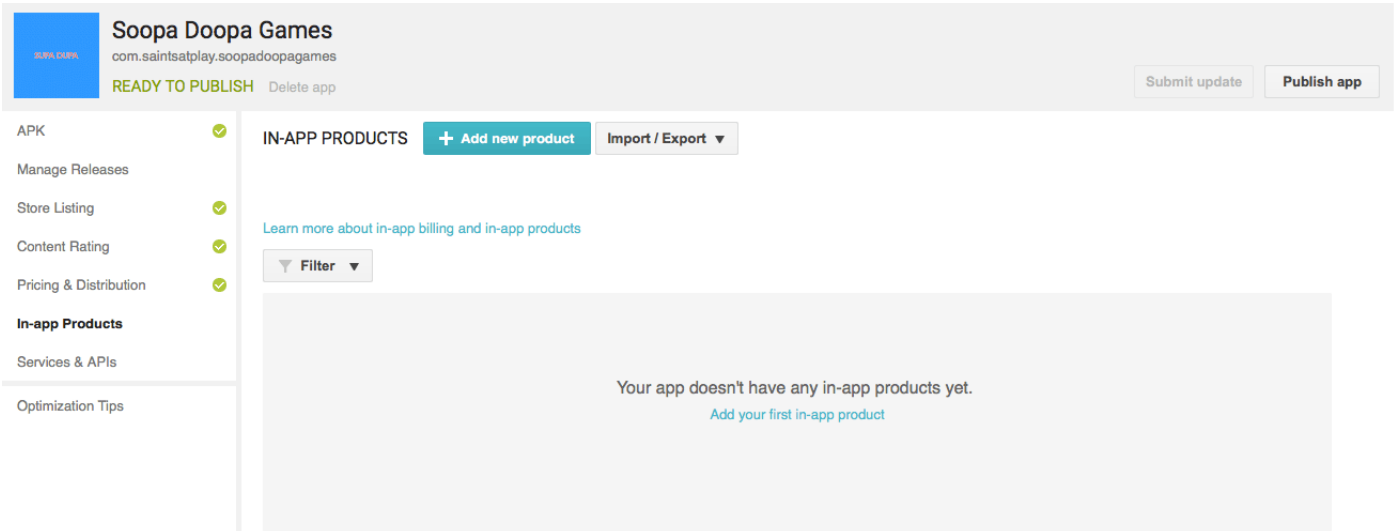 Soopa Doopa Games
SUPA DUPA
com.saintsatplay.soopadoopagames
READY TO PUBLISH Delete app
Submit update Publish app
APK
Manage Releases
Store Listing
Content Rating
Pricing & Distribution
In-app Products
Services & APIs
Optimization Tips
IN-APP PRODUCTS + Add new product Import / Export ▼
Learn more about in-app billing and in-app products
Filter ▼
Your app doesn't have any in-app products yet.
Add your first in-app product